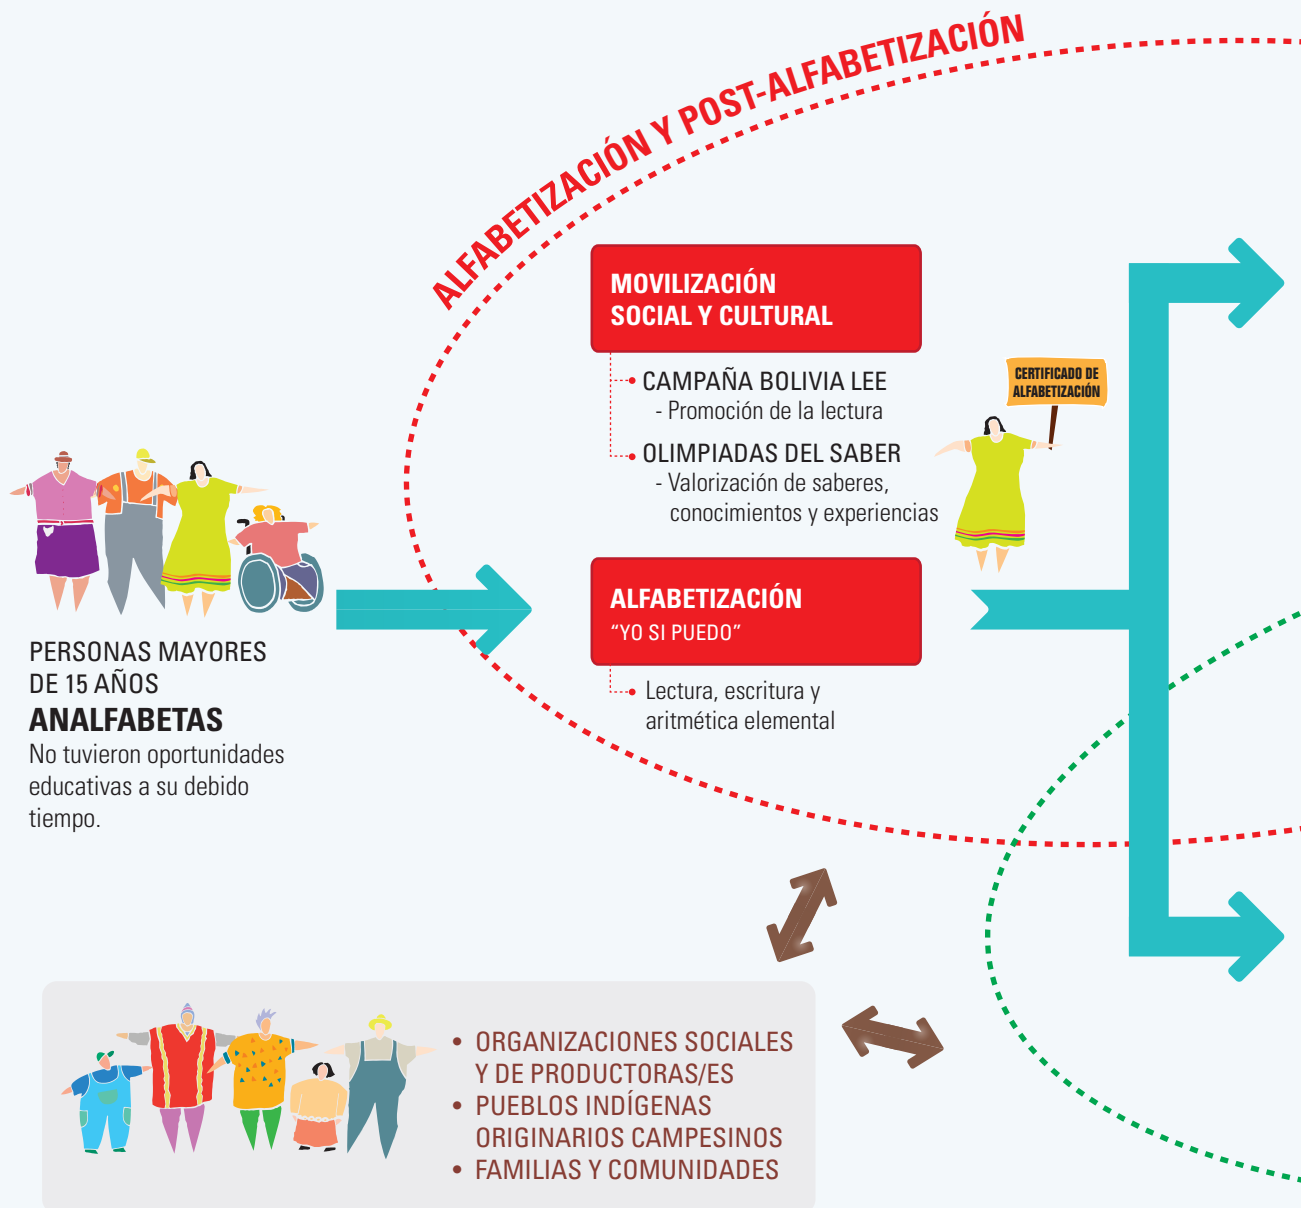 ALFABETIZACIÓN Y POST-ALFABETIZACIÓN
MOVILIZACIÓN
SOCIAL Y CULTURAL
• CAMPAÑA BOLIVIA LEE
- Promoción de la lectura
• OLIMPIADAS DEL SABER
- Valorización de saberes,
conocimientos y experiencias
CERTIFICADO DE
ALFABETIZACIÓN
ALFABETIZACIÓN
“YO SI PUEDO”
• Lectura, escritura y
aritmética elemental
PERSONAS MAYORES
DE 15 AÑOS
ANALFABETAS
No tuvieron oportunidades
educativas a su debido
tiempo.
• ORGANIZACIONES SOCIALES
Y DE PRODUCTORAS/ES
• PUEBLOS INDÍGENAS
ORIGINARIOS CAMPESINOS
• FAMILIAS Y COMUNIDADES